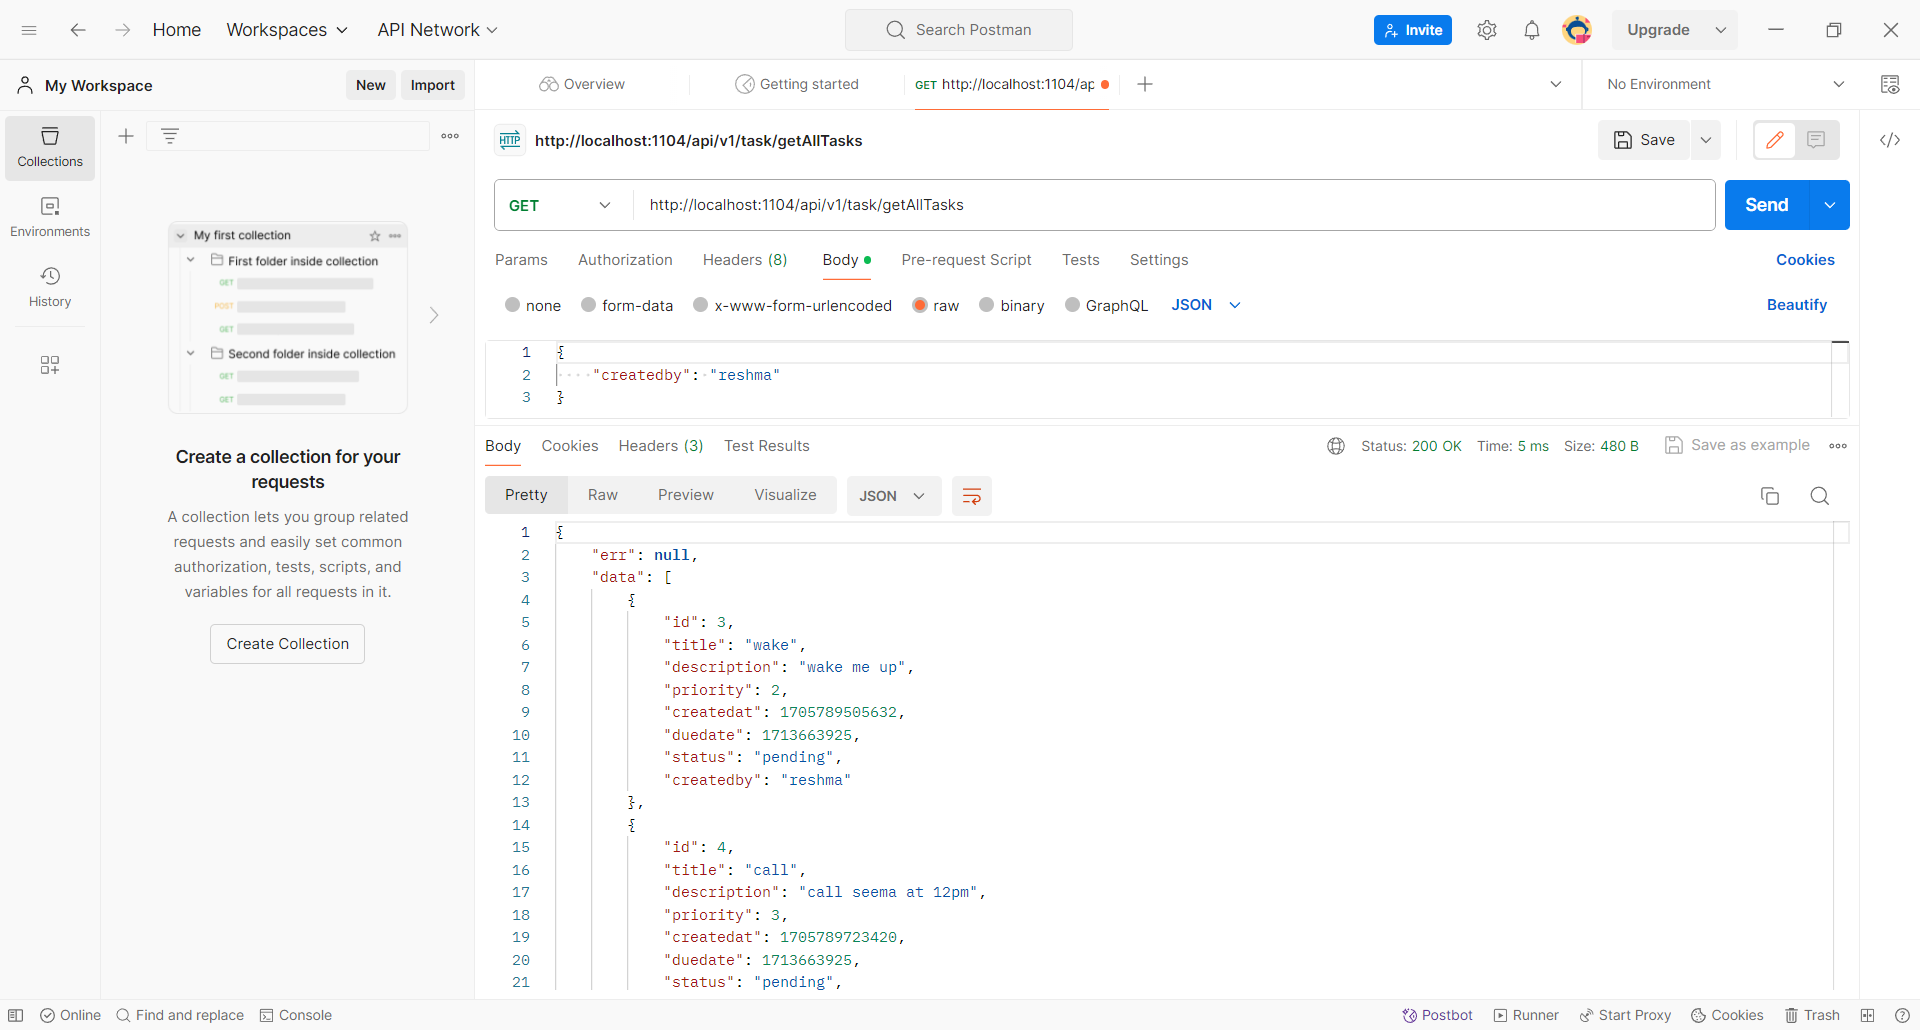 Home Workspaces API Network Search Postman Invite Upgrade
My Workspace New Import Overview Getting started GET http://localhost:1104/ap No Environment
Collections
Environments
History
My first collection
First folder inside collection
GET
POST
GET
Second folder inside collection
GET
GET
Create a collection for your
requests
A collection lets you group related
requests and easily set common
authorization, tests, scripts, and
variables for all requests in it.
Create Collection
HTTP http://localhost:1104/api/v1/task/getAllTasks Save </>
GET http://localhost:1104/api/v1/task/getAllTasks Send
Params Authorization Headers (8) Body Pre-request Script Tests Settings Cookies
none form-data x-www-form-urlencoded raw binary GraphQL JSON Beautify
1 {
2 "createdby": "reshma"
3 }
Body Cookies Headers (3) Test Results Status: 200 OK Time: 5 ms Size: 480 B Save as example
Pretty Raw Preview Visualize JSON
1 {
2 "err": null,
3 "data": [
4 {
5 "id": 3,
6 "title": "wake",
7 "description": "wake me up",
8 "priority": 2,
9 "createdat": 1705789505632,
10 "duedate": 1713663925,
11 "status": "pending",
12 "createdby": "reshma"
13 },
14 {
15 "id": 4,
16 "title": "call",
17 "description": "call seema at 12pm",
18 "priority": 3,
19 "createdat": 1705789723420,
20 "duedate": 1713663925,
21 "status": "pending",
Online Find and replace Console Postbot Runner Start Proxy Cookies Trash